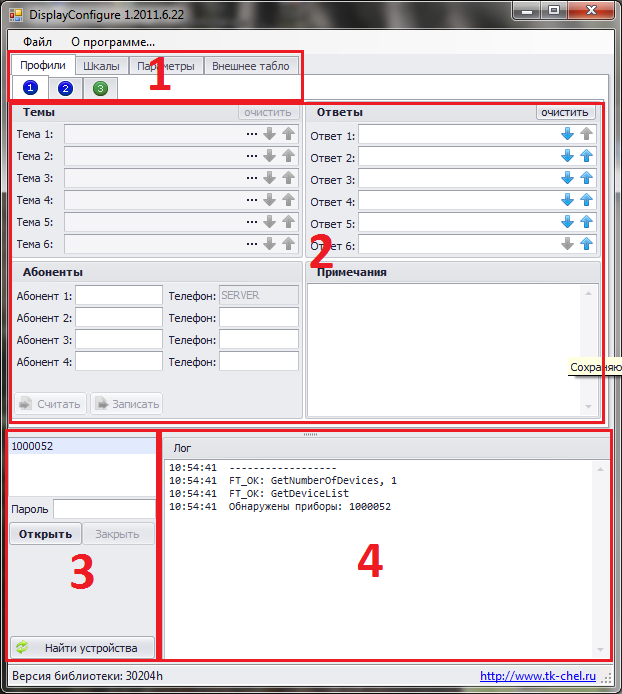 DisplayConfigure 1.2011.6.22
Файл О программе...
Профили Шкалы Параметры Внешнее табло
1
1 2 3
Темы очистить
Ответы очистить
Тема 1: ...
Ответ 1:
Тема 2: ...
Ответ 2:
Тема 3: ...
Ответ 3:
Тема 4: ...
Ответ 4:
Тема 5: ...
Ответ 5:
Тема 6: ...
Ответ 6:
2
Абоненты
Примечания
Абонент 1: Телефон: SERVER
Абонент 2: Телефон:
Абонент 3: Телефон:
Абонент 4: Телефон:
Сохраняю
Считать Записать
1000052
Лог
10:54:41 ------------------
10:54:41 FT_OK: GetNumberOfDevices, 1
10:54:41 FT_OK: GetDeviceList
10:54:41 Обнаружены приборы: 1000052
Пароль
Открыть Закрыть
3
4
Найти устройства
Версия библиотеки: 30204h
http://www.tk-chel.ru